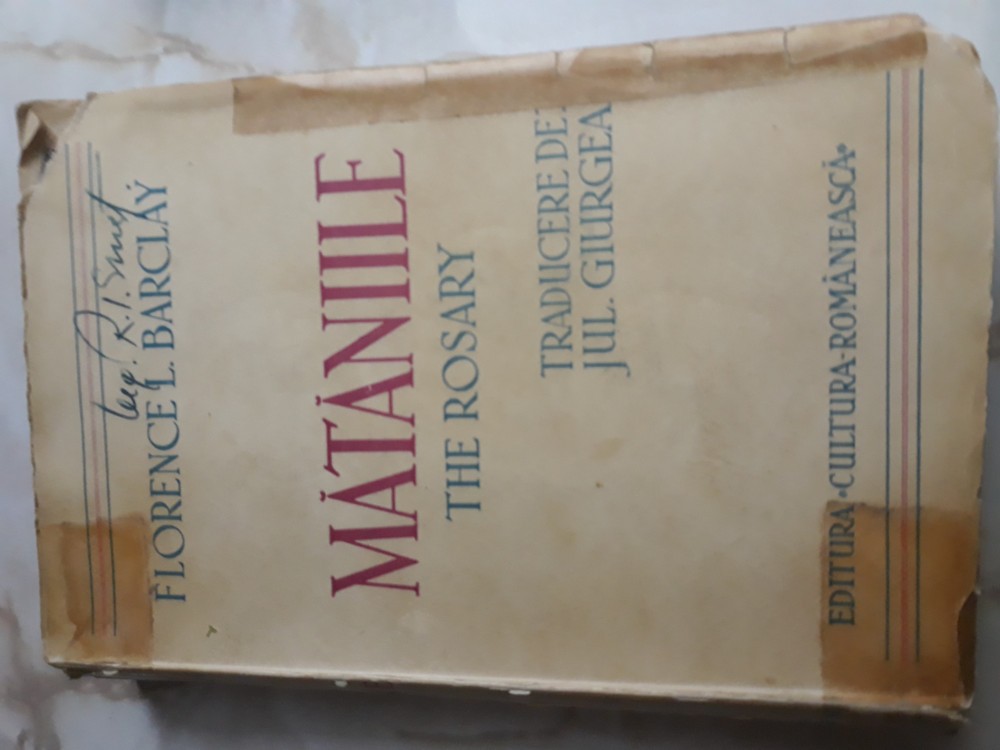 FLORENCE L. BARCLAY
MĂTĂNIILE
THE ROSARY
TRADUCERE DE:
JUL. GIURGEA
EDITURA •CULTURA-ROMÂNEASCĂ•